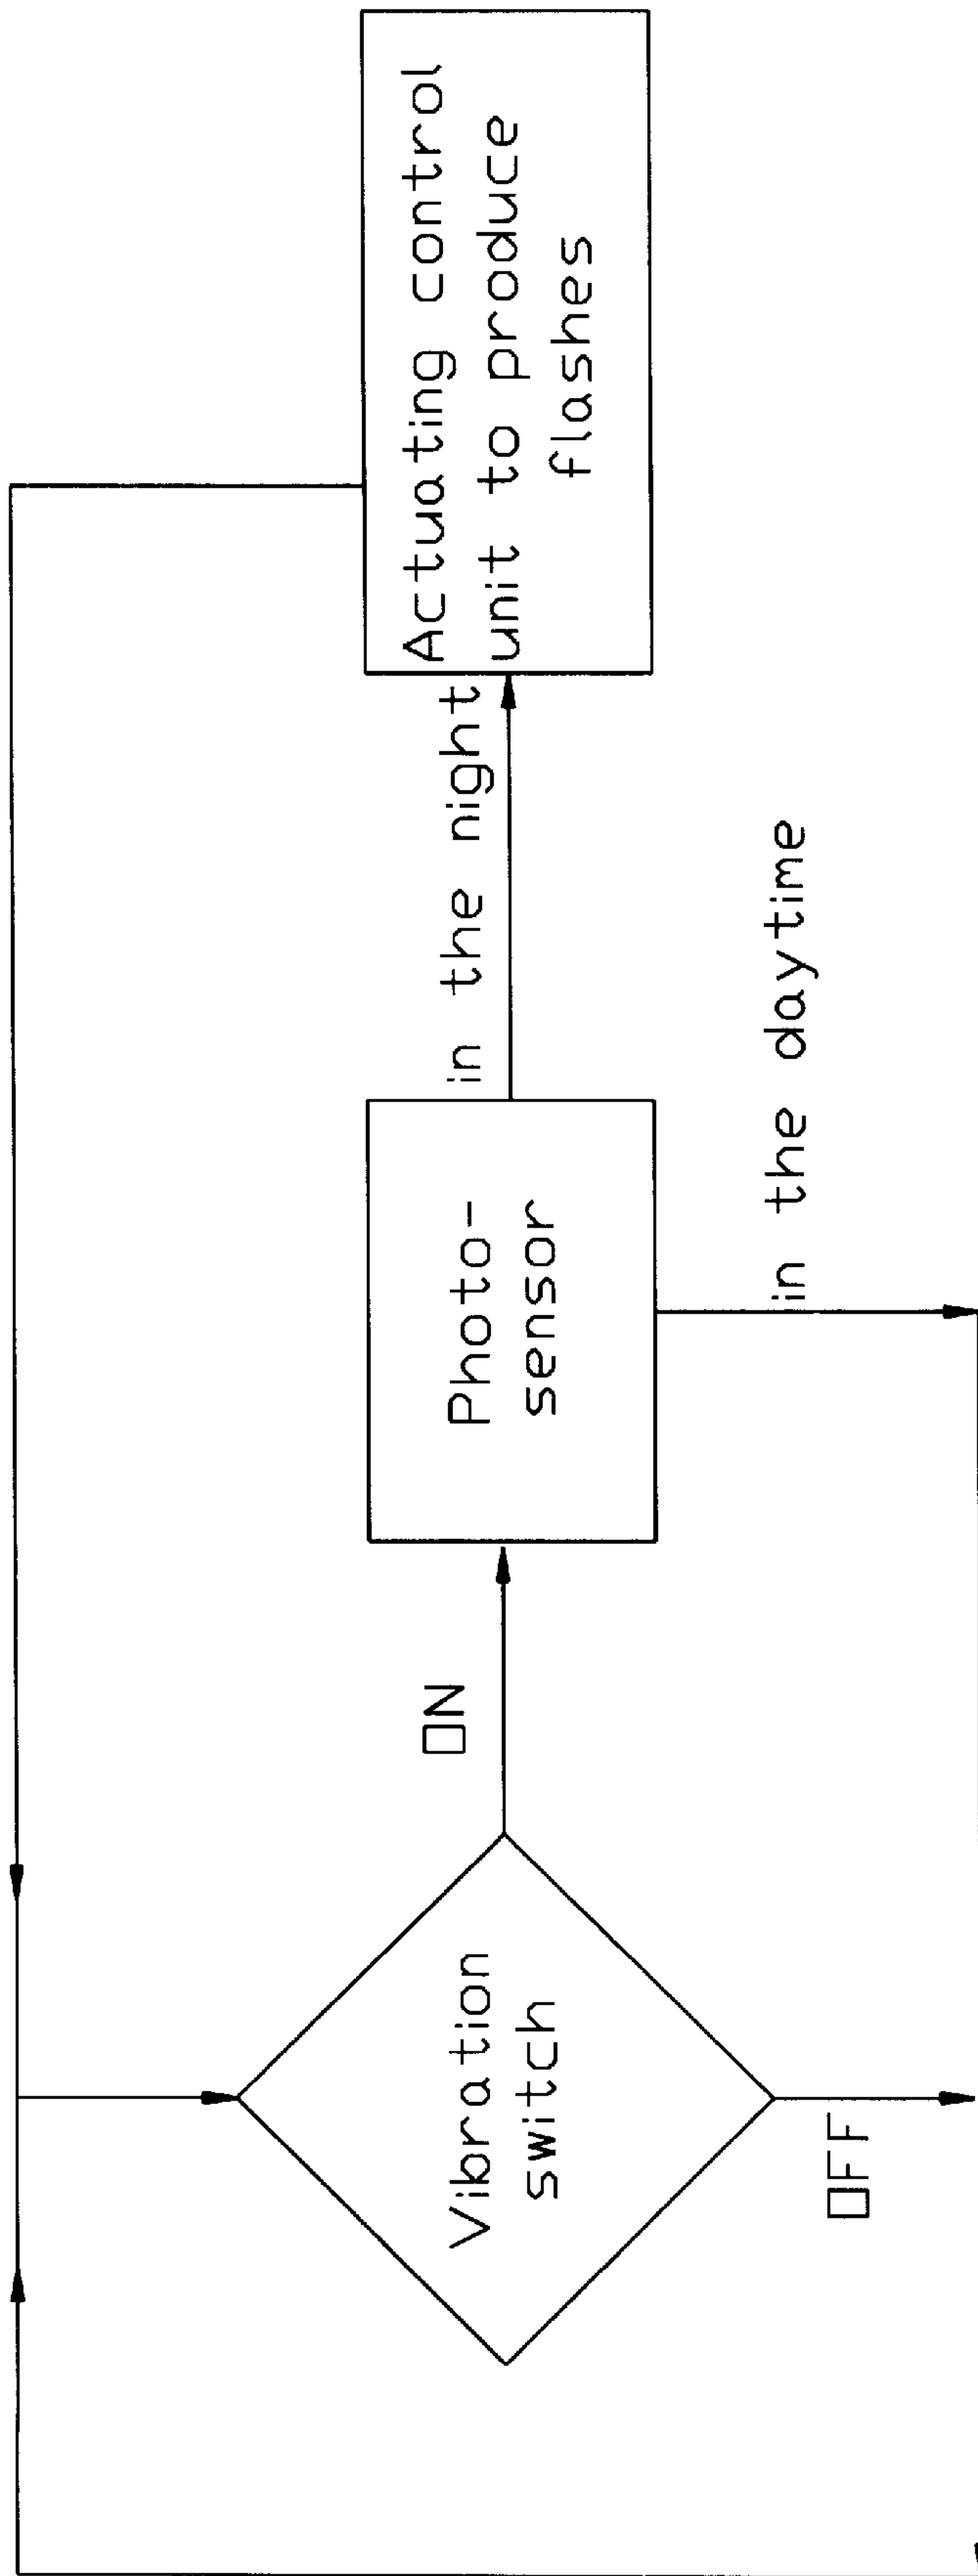 Vibration
switch
ON
OFF
Photo-
sensor
in the night
in the daytime
Actuating control
unit to produce
flashes